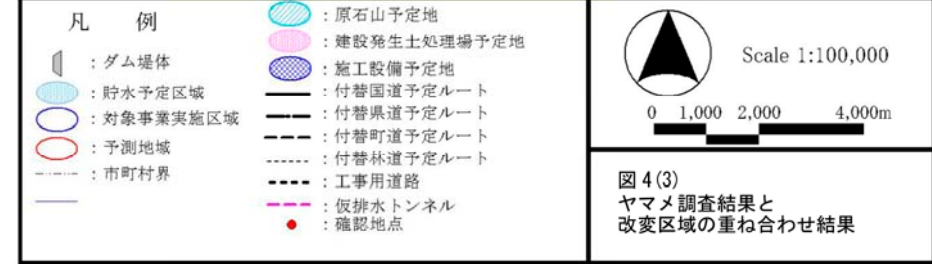 凡 例
: ダム堤体
: 貯水予定区域
: 対象事業実施区域
: 予測地域
: 市町村界
: 原石山予定地
: 建設発生土処理場予定地
: 施工設備予定地
: 付替国道予定ルート
: 付替県道予定ルート
: 付替町道予定ルート
: 付替林道予定ルート
: 工事用道路
: 仮排水トンネル
: 確認地点
Scale 1:100,000
0 1,000 2,000 4,000m
図 4(3)
ヤマメ調査結果と
改変区域の重ね合わせ結果